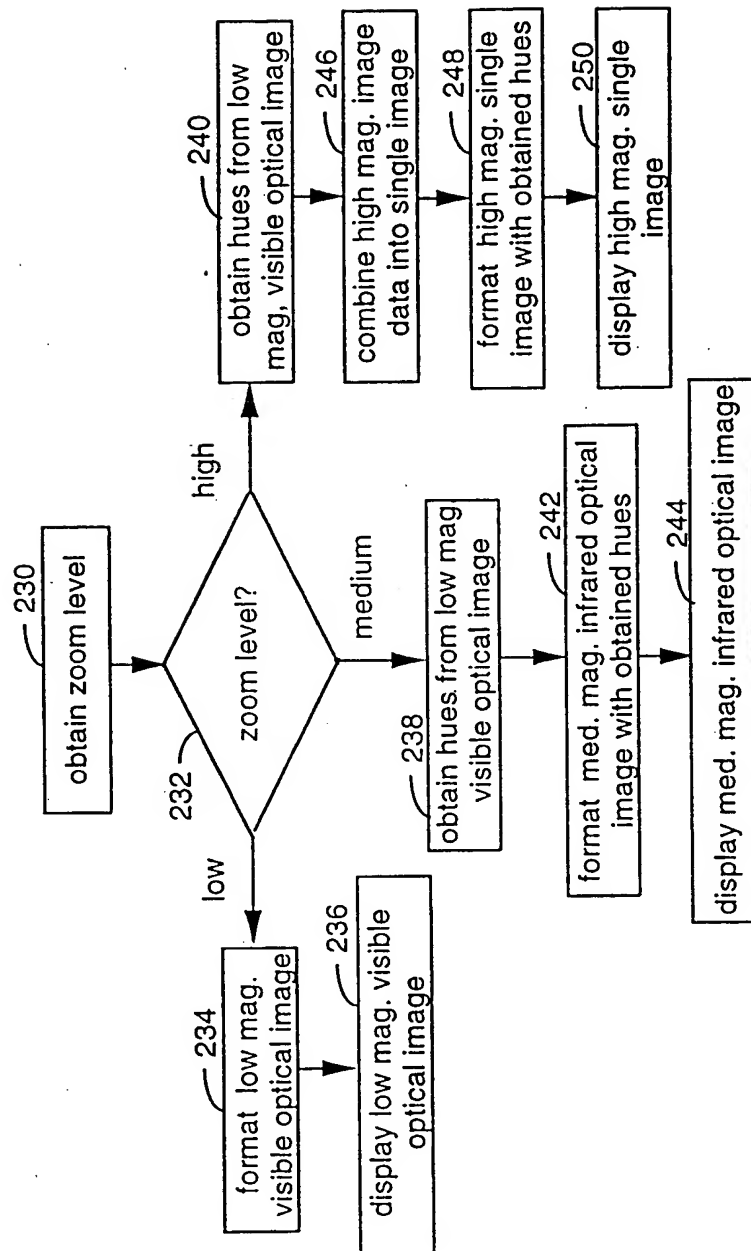 230
obtain zoom level
232
zoom level?
low
medium
high
234
format low mag.
visible optical image
236
display low mag. visible
optical image
238
obtain hues from low mag.
visible optical image
242
format med. mag. infrared optical
image with obtained hues
244
display med. mag. infrared optical image
240
obtain hues from low
mag, visible optical image
246
combine high mag. image
data into single image
248
format high mag. single
image with obtained hues
250
display high mag. single
image